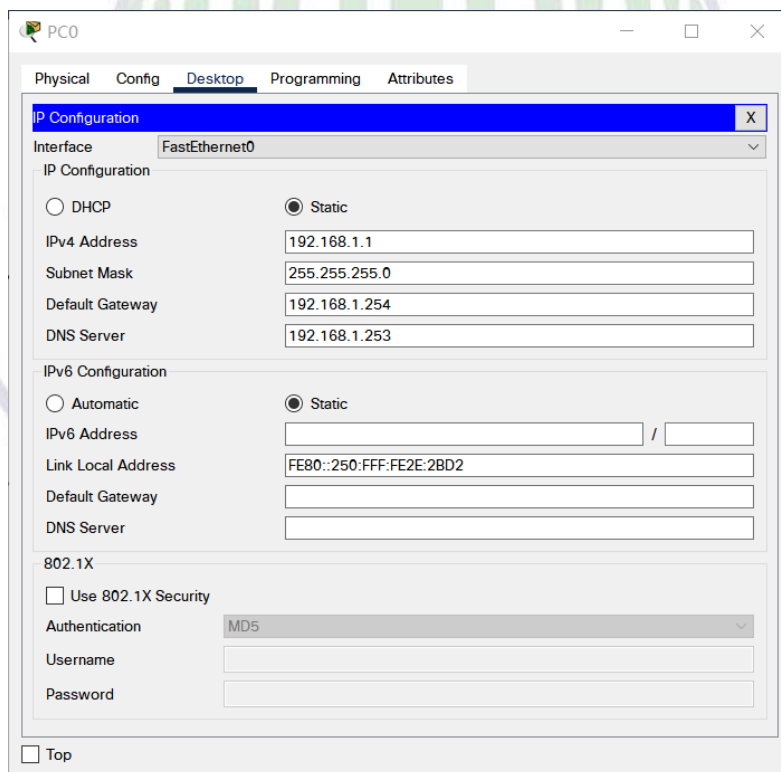 PC0
Physical Config Desktop Programming Attributes
IP Configuration X
Interface FastEthernet0
IP Configuration
DHCP Static
IPv4 Address 192.168.1.1
Subnet Mask 255.255.255.0
Default Gateway 192.168.1.254
DNS Server 192.168.1.253
IPv6 Configuration
Automatic Static
IPv6 Address /
Link Local Address FE80::250:FFF:FE2E:2BD2
Default Gateway
DNS Server
802.1X
Use 802.1X Security
Authentication MD5
Username
Password
Top